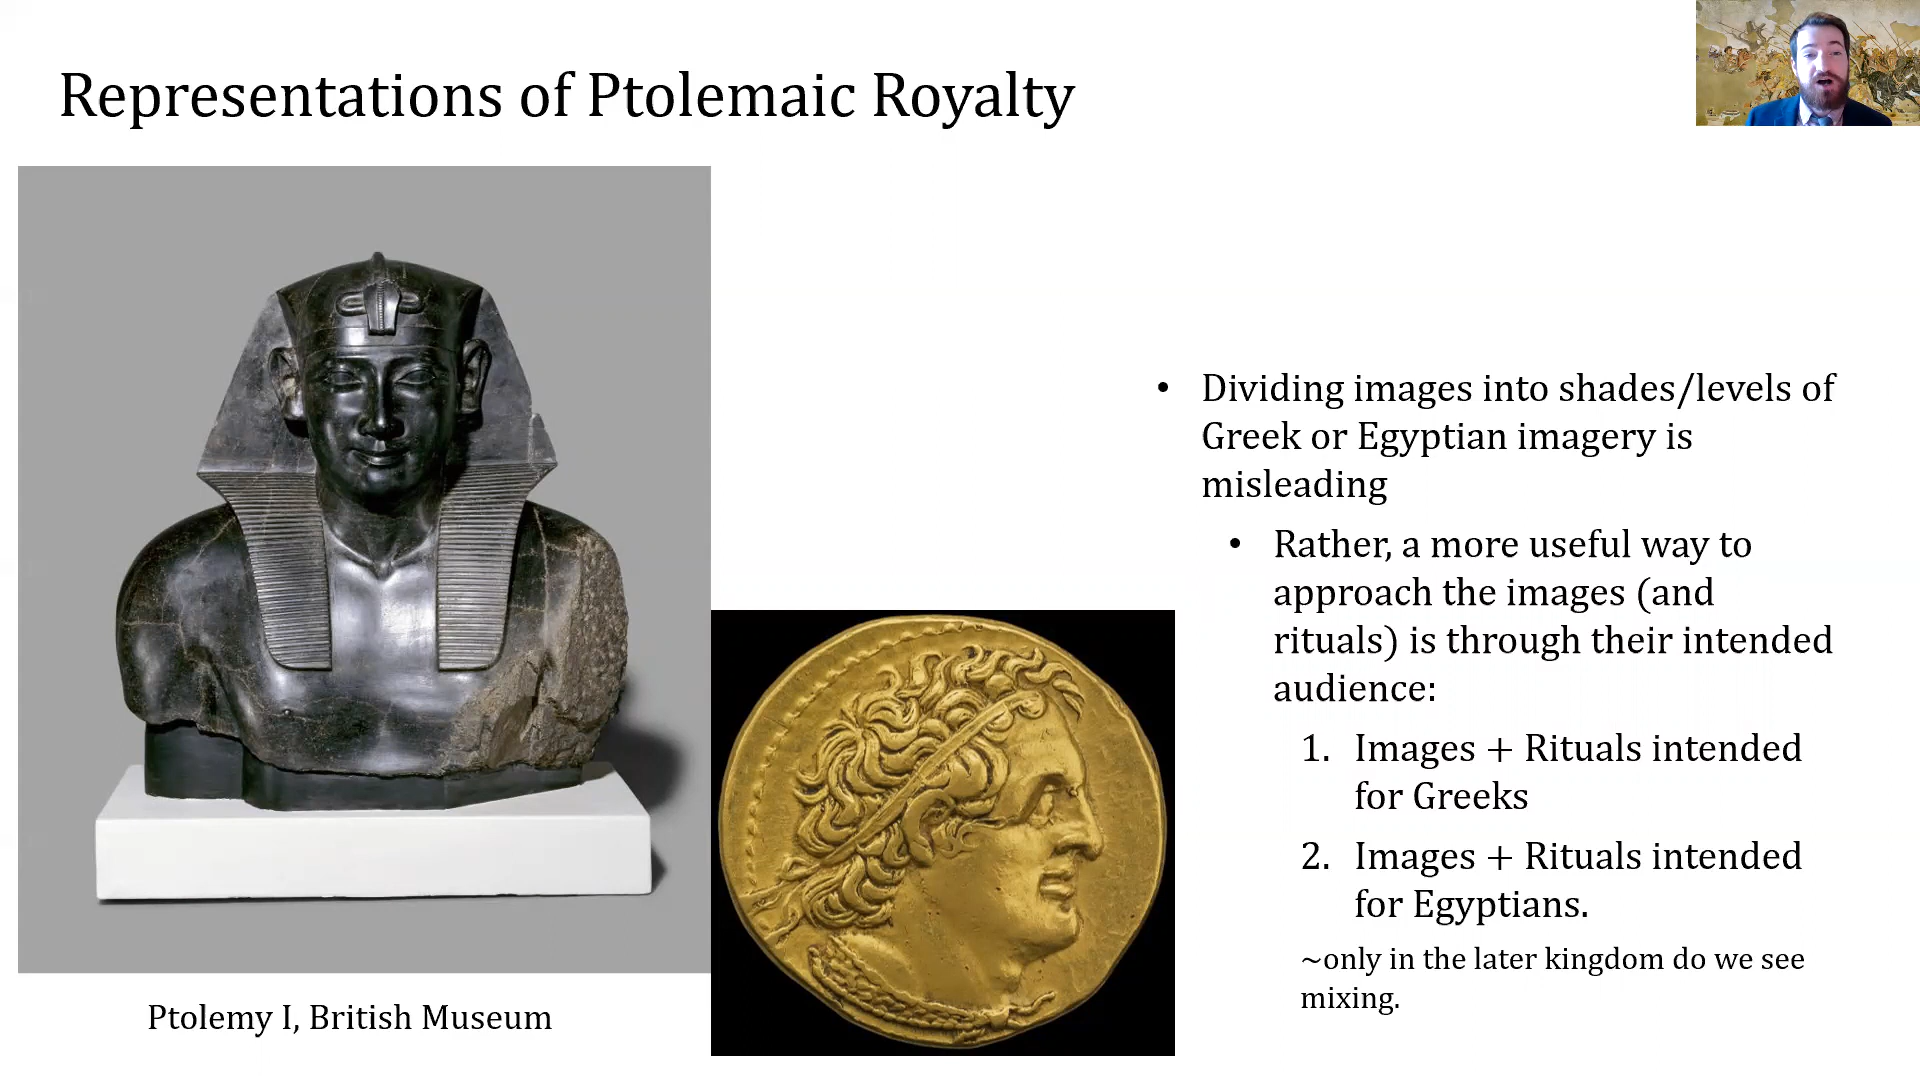 Representations of Ptolemaic Royalty
• Dividing images into shades/levels of
Greek or Egyptian imagery is
misleading
• Rather, a more useful way to
approach the images (and
rituals) is through their intended
audience:
1. Images + Rituals intended
for Greeks
2. Images + Rituals intended
for Egyptians.
~only in the later kingdom do we see
mixing.
Ptolemy I, British Museum